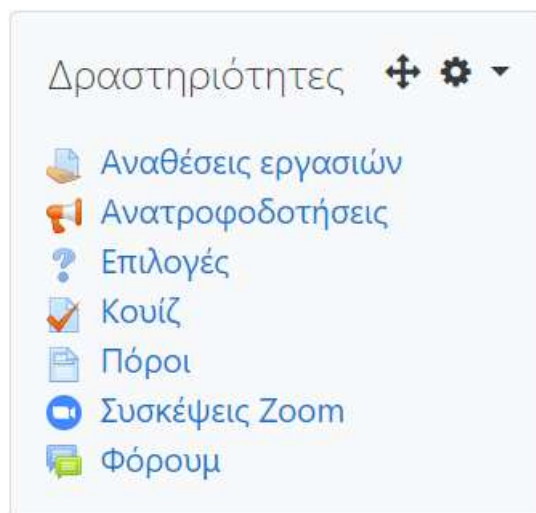 Δραστηριότητες
Αναθέσεις εργασιών
Ανατροφοδοτήσεις
Επιλογές
Κουίζ
Πόροι
Συσκέψεις Zoom
Φόρουμ